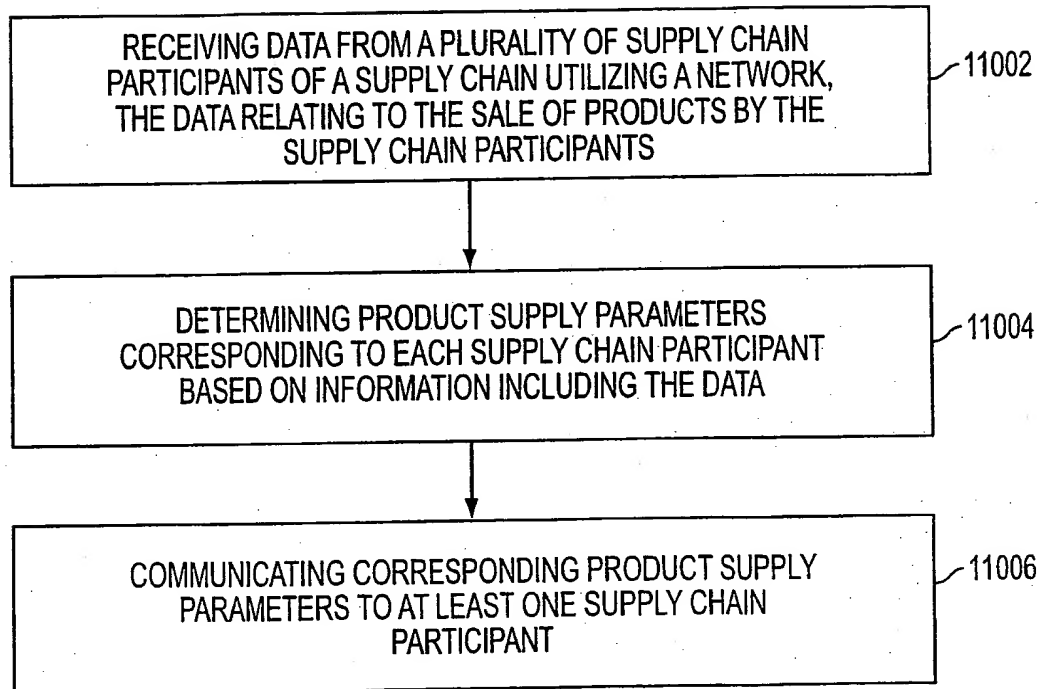 RECEIVING DATA FROM A PLURALITY OF SUPPLY CHAIN
PARTICIPANTS OF A SUPPLY CHAIN UTILIZING A NETWORK,
THE DATA RELATING TO THE SALE OF PRODUCTS BY THE
SUPPLY CHAIN PARTICIPANTS
11002
DETERMINING PRODUCT SUPPLY PARAMETERS
CORRESPONDING TO EACH SUPPLY CHAIN PARTICIPANT
BASED ON INFORMATION INCLUDING THE DATA
11004
COMMUNICATING CORRESPONDING PRODUCT SUPPLY
PARAMETERS TO AT LEAST ONE SUPPLY CHAIN
PARTICIPANT
11006